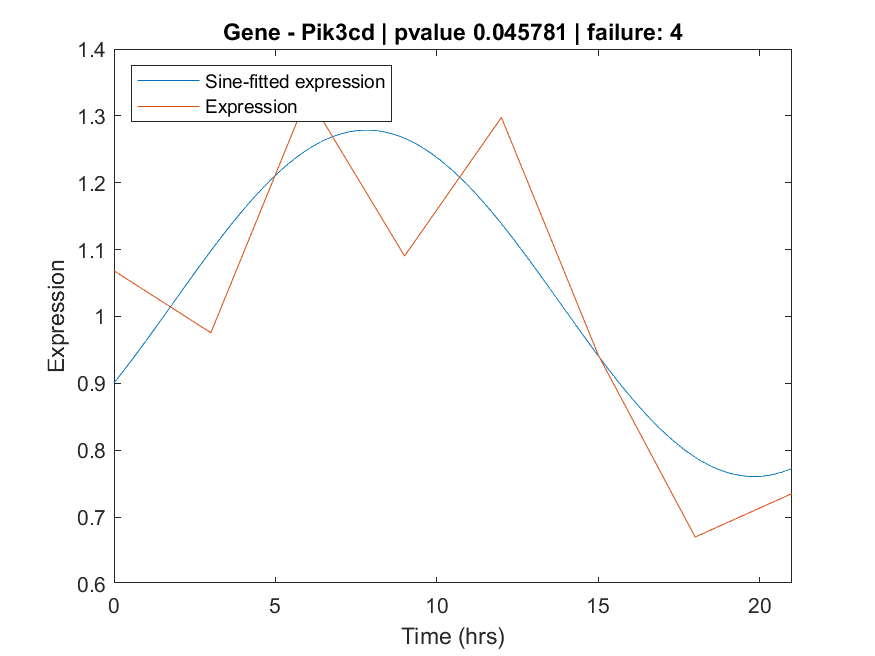 Gene - Pik3cd | pvalue 0.045781 | failure: 4
1.4
1.3
1.2
1.1
1
0.9
0.8
0.7
0.6
Expression
Sine-fitted expression
Expression
0 5 10 15 20
Time (hrs)